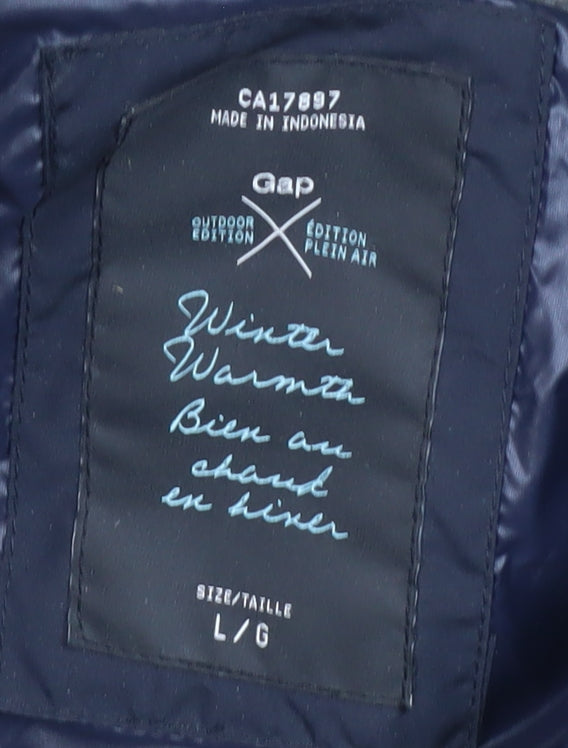 CA17897
MADE IN INDONESIA
Gap
OUTDOOR
EDITION
ÉDITION
PLEIN AIR
Winter
Warmth
Bien au
chaud
en hiver
SIZE/TAILLE
L/G